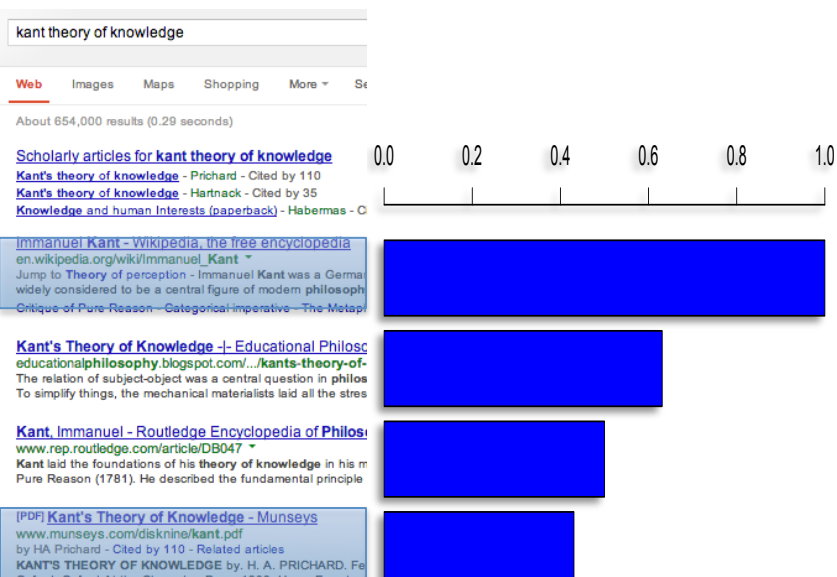 kant theory of knowledge
Web Images Maps Shopping More
About 654,000 results (0.29 seconds)
Scholarly articles for kant theory of knowledge
Kant's theory of knowledge - Prichard - Cited by 110
Kant's theory of knowledge - Hartnack - Cited by 35
Knowledge and human Interests (paperback) - Habermas - C
0.0 0.2 0.4 0.6 0.8 1.0
Immanuel Kant - Wikipedia, the free encyclopedia
en.wikipedia.org/wiki/Immanuel_Kant
Jump to Theory of perception - Immanuel Kant was a Germa
widely considered to be a central figure of modern philosoph
Critique of Pure Reason - Categorical imperative - The Metap
Kant's Theory of Knowledge -|- Educational Philoso
educationalphilosophy.blogspot.com/.../kants-theory-of-
The relation of subject-object was a central question in philos
To simplify things, the mechanical materialists laid all the stres
Kant, Immanuel - Routledge Encyclopedia of Philoso
www.rep.routledge.com/article/DB047
Kant laid the foundations of his theory of knowledge in his m
Pure Reason (1781). He described the fundamental principle
[PDF] Kant's Theory of Knowledge - Munseys
www.munseys.com/disknine/kant.pdf
by HA Prichard - Cited by 110 - Related articles
KANT'S THEORY OF KNOWLEDGE by. H. A. PRICHARD. Fe